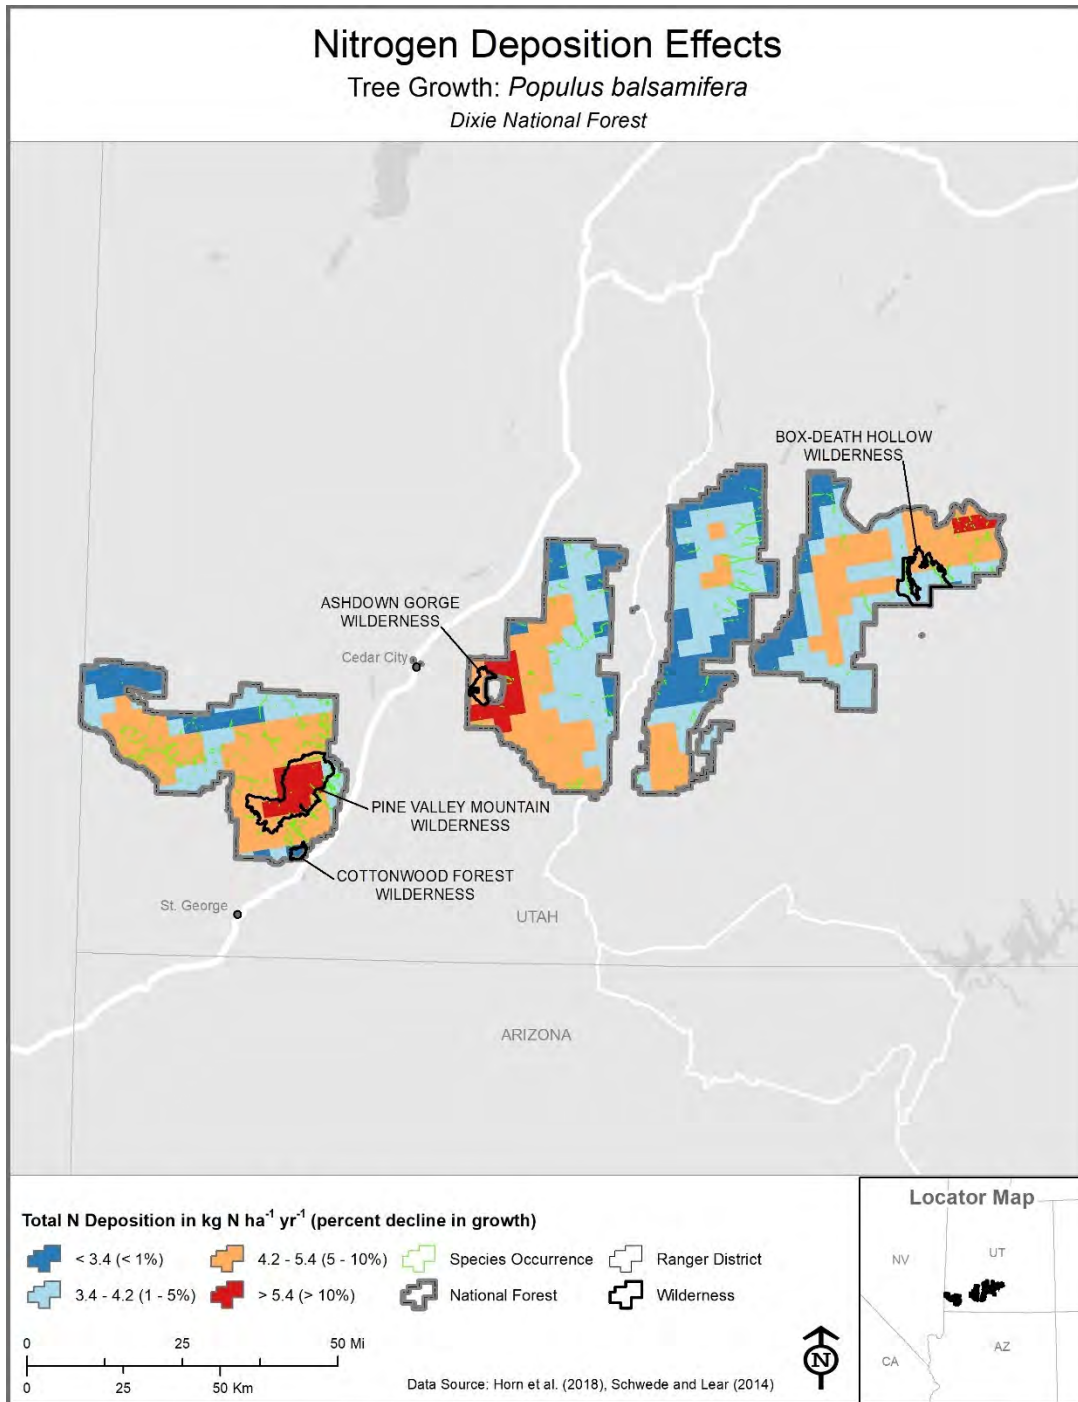 Nitrogen Deposition Effects
Tree Growth: Populus balsamifera
Dixie National Forest
BOX-DEATH HOLLOW
WILDERNESS
ASHDOWN GORGE
WILDERNESS
Cedar City
PINE VALLEY MOUNTAIN
WILDERNESS
COTTONWOOD FOREST
WILDERNESS
St. George
UTAH
ARIZONA
Total N Deposition in kg N ha⁻¹ yr⁻¹ (percent decline in growth)
< 3.4 (< 1%)
4.2 - 5.4 (5 - 10%)
Species Occurrence
Ranger District
3.4 - 4.2 (1 - 5%)
> 5.4 (> 10%)
National Forest
Wilderness
0 25 50 Mi
0 25 50 Km
Data Source: Horn et al. (2018), Schwede and Lear (2014)
N
Locator Map
NV
UT
CA
AZ